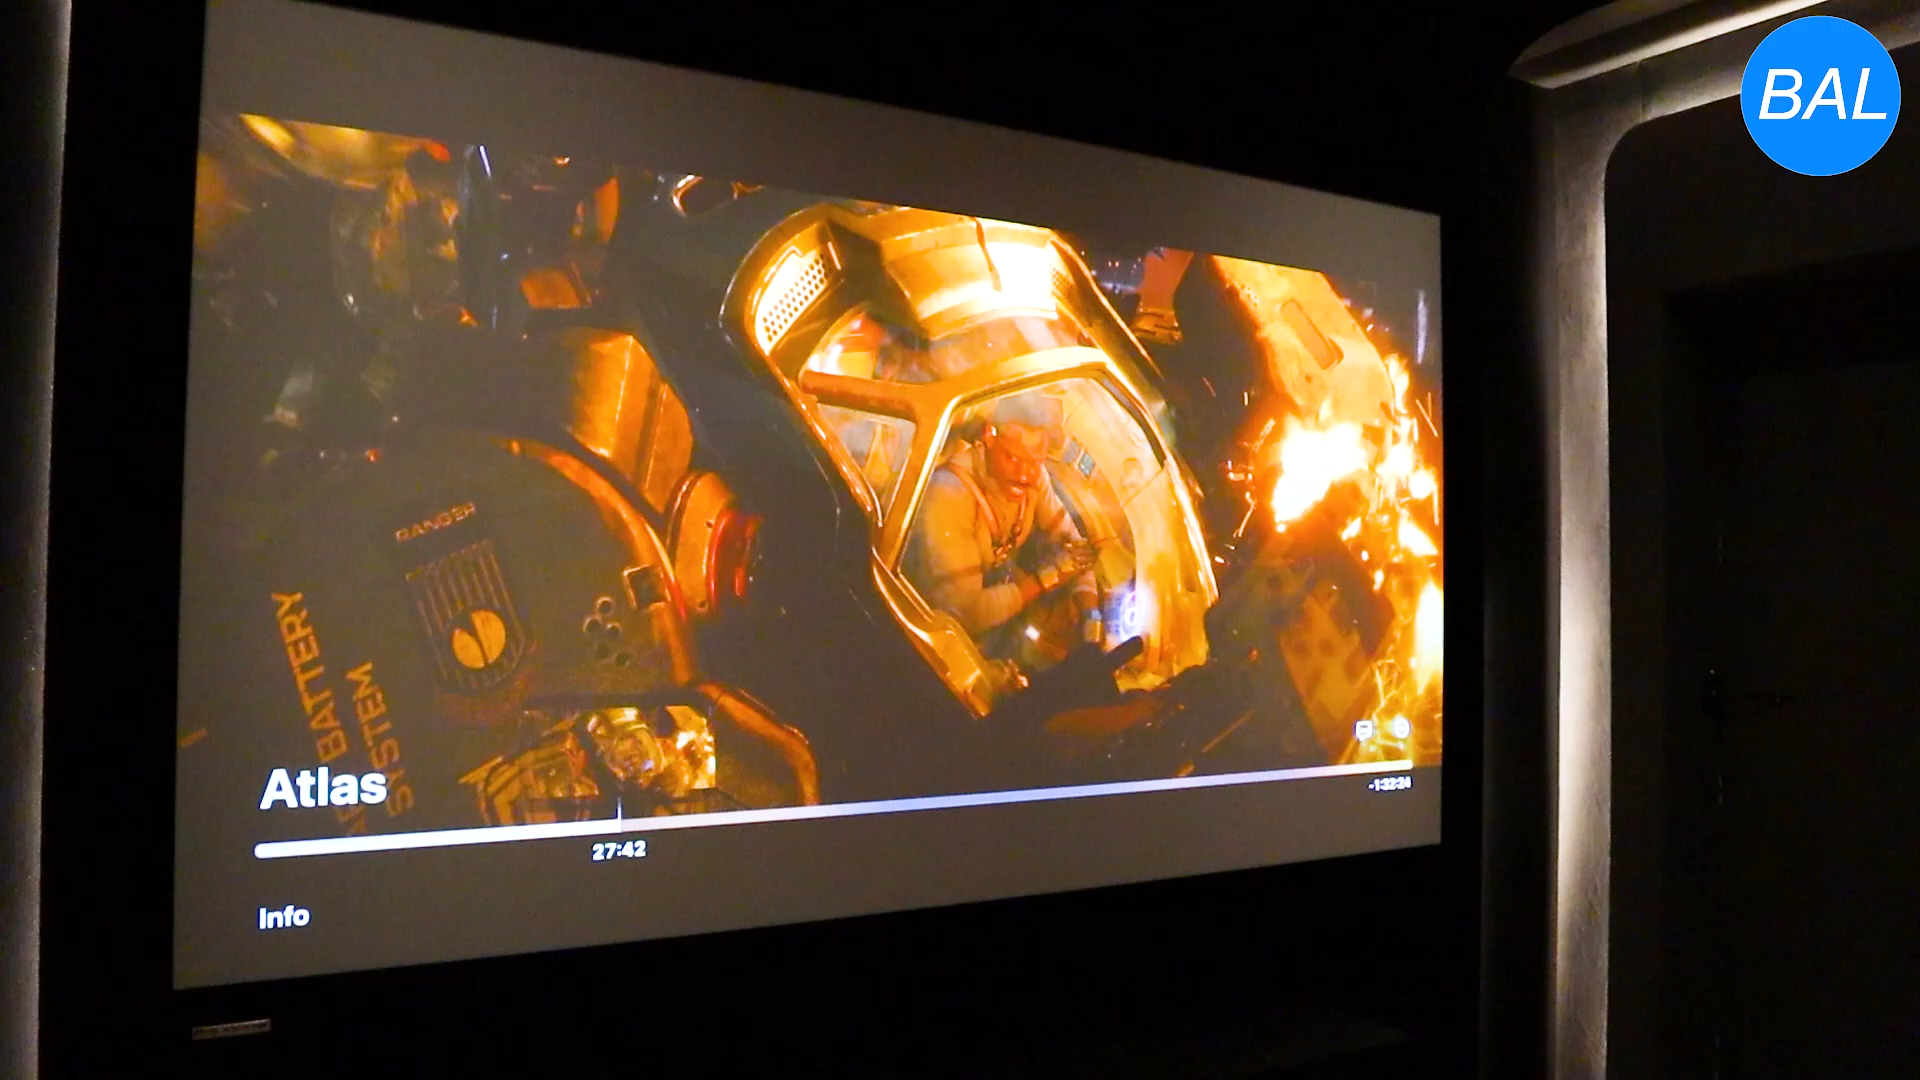 BAL
RANGER
BATTERY
SYSTEM
Atlas
27:42
-1:32:24
Info